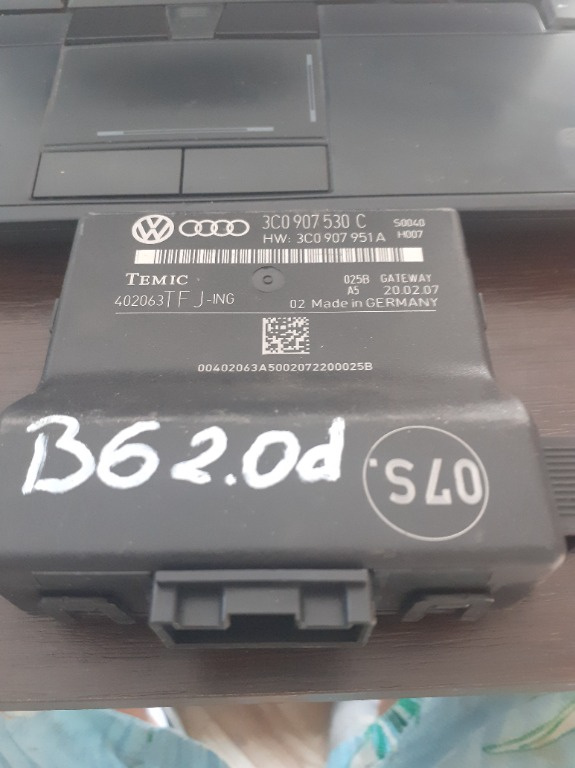 3C0 907 530 C S0040
HW: 3C0 907 951 A H007
TEMIC 025B GATEWAY
402063TFJ-ING A5 20.02.07
02 Made in GERMANY
00402063A5002072200025B
B6 2.0d
07S.